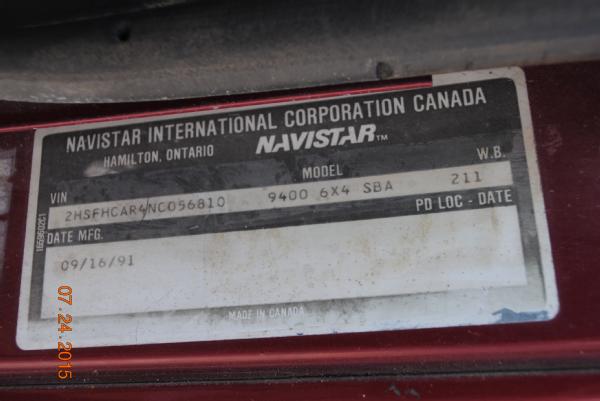 NAVISTAR INTERNATIONAL CORPORATION CANADA
HAMILTON, ONTARIO NAVISTAR™
VIN MODEL W.B.
2HSFHCAR4NC056810 9400 6X4 SBA 211
DATE MFG. PD LOC - DATE
09/16/91
MADE IN CANADA
07 24 2015